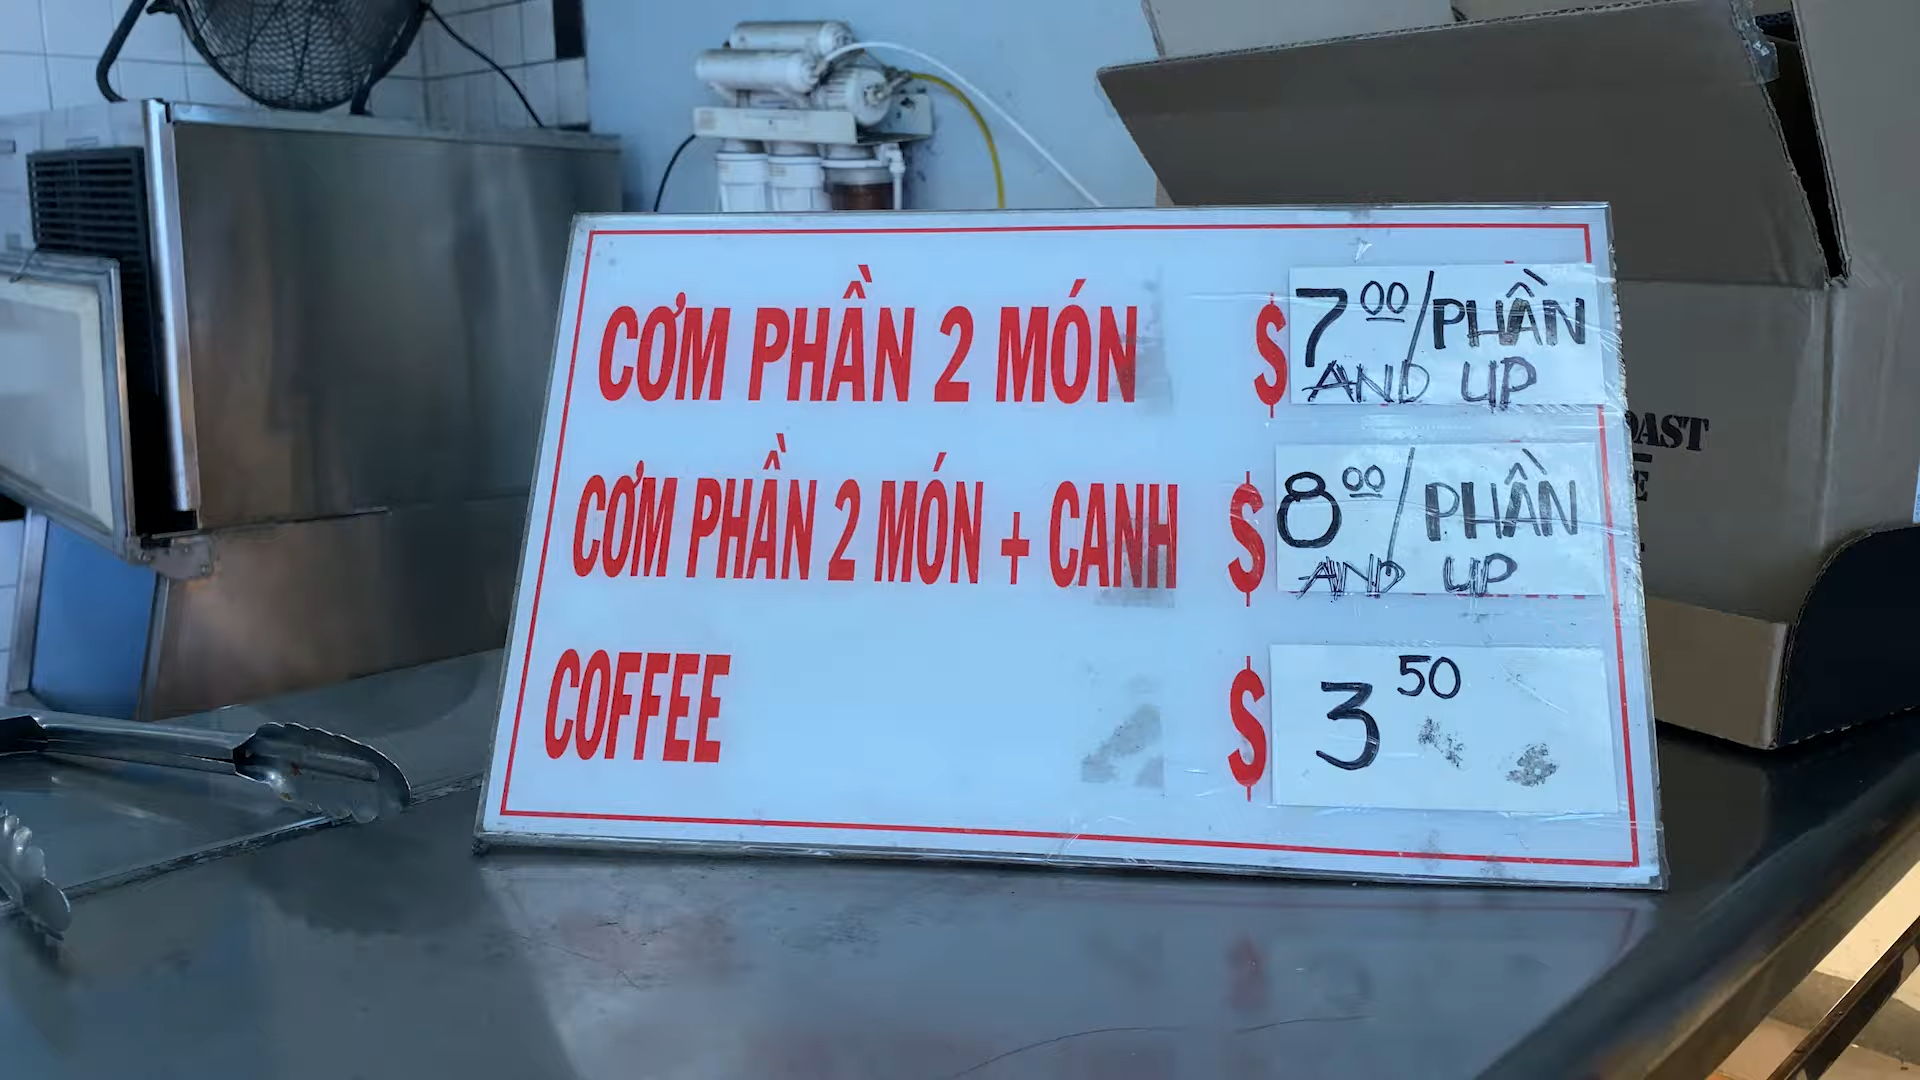 CƠM PHẦN 2 MÓN $7.00/PHẦN
AND UP
CƠM PHẦN 2 MÓN + CANH $8.00/PHẦN
AND UP
COFFEE $3.50